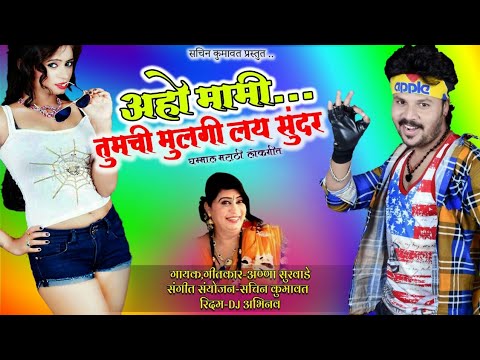 सचिन कुमावत प्रस्तुत ..
अहो मामी...
तुमची मुलगी लय सुंदर
धम्माल मराठी लोकगीत
apple
गायक,गीतकार-अण्णा सुरवाडे
संगीत संयोजन-सचिन कुमावत
रिदम-DJ अभिनव